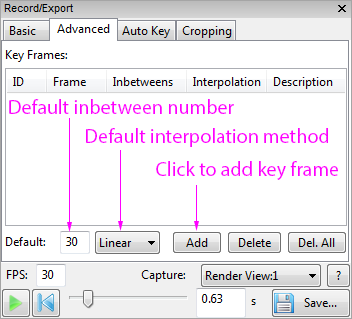 Record/Export
Basic Advanced Auto Key Cropping
Key Frames:
ID Frame Inbetweens Interpolation Description
Default inbetween number
Default interpolation method
Click to add key frame
Default: 30 Linear Add Delete Del. All
FPS: 30 Capture: Render View:1 ?
0.63 s Save...